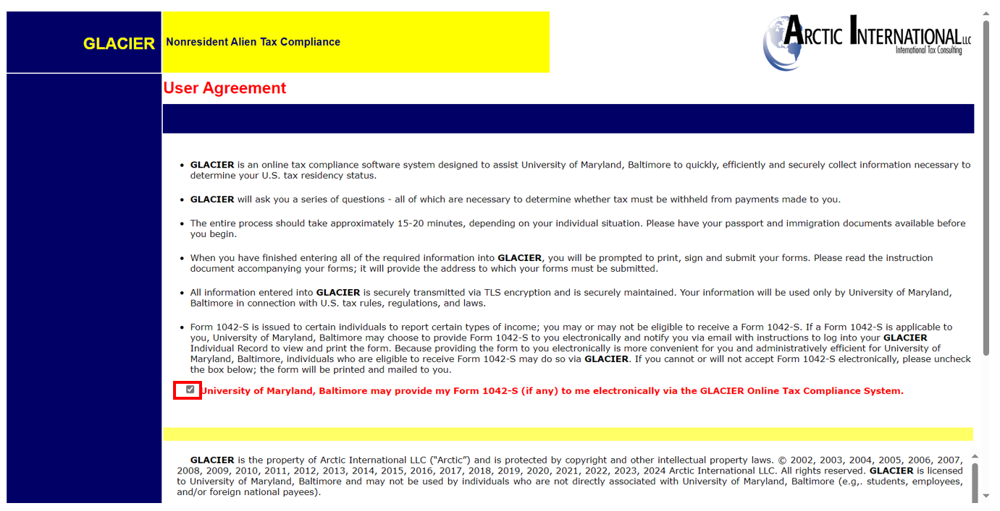 GLACIER
Nonresident Alien Tax Compliance
ARCTIC INTERNATIONAL LLC
International Tax Consulting
User Agreement
• GLACIER is an online tax compliance software system designed to assist University of Maryland, Baltimore to quickly, efficiently and securely collect information necessary to
determine your U.S. tax residency status.
• GLACIER will ask you a series of questions - all of which are necessary to determine whether tax must be withheld from payments made to you.
• The entire process should take approximately 15-20 minutes, depending on your individual situation. Please have your passport and immigration documents available before
you begin.
• When you have finished entering all of the required information into GLACIER, you will be prompted to print, sign and submit your forms. Please read the instruction
document accompanying your forms; it will provide the address to which your forms must be submitted.
• All information entered into GLACIER is securely transmitted via TLS encryption and is securely maintained. Your information will be used only by University of Maryland,
Baltimore in connection with U.S. tax rules, regulations, and laws.
• Form 1042-S is issued to certain individuals to report certain types of income; you may or may not be eligible to receive a Form 1042-S. If a Form 1042-S is applicable to
you, University of Maryland, Baltimore may choose to provide Form 1042-S to you electronically and notify you via email with instructions to log into your GLACIER
Individual Record to view and print the form. Because providing the form to you electronically is more convenient for you and administratively efficient for University of
Maryland, Baltimore, individuals who are eligible to receive Form 1042-S may do so via GLACIER. If you cannot or will not accept Form 1042-S electronically, please uncheck
the box below; the form will be printed and mailed to you.
University of Maryland, Baltimore may provide my Form 1042-S (if any) to me electronically via the GLACIER Online Tax Compliance System.
GLACIER is the property of Arctic International LLC (“Arctic”) and is protected by copyright and other intellectual property laws. © 2002, 2003, 2004, 2005, 2006, 2007,
2008, 2009, 2010, 2011, 2012, 2013, 2014, 2015, 2016, 2017, 2018, 2019, 2020, 2021, 2022, 2023, 2024 Arctic International LLC. All rights reserved. GLACIER is licensed
to University of Maryland, Baltimore and may not be used by individuals who are not directly associated with University of Maryland, Baltimore (e.g,. students, employees,
and/or foreign national payees).